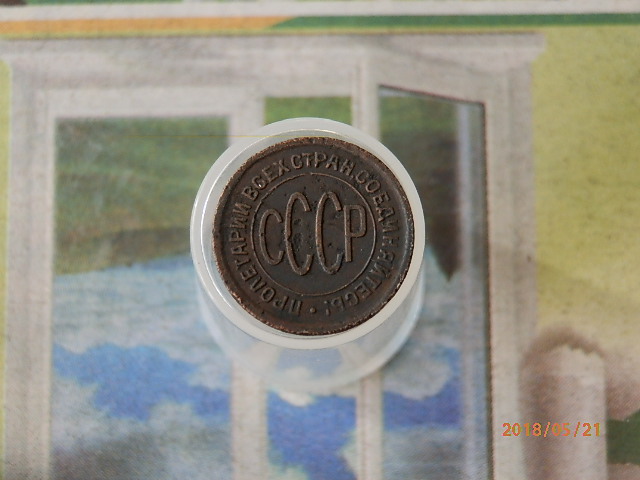 ПРОЛЕТАРИИ ВСЕХ СТРАН, СОЕДИНЯЙТЕСЬ!
СССР
2018/05/21